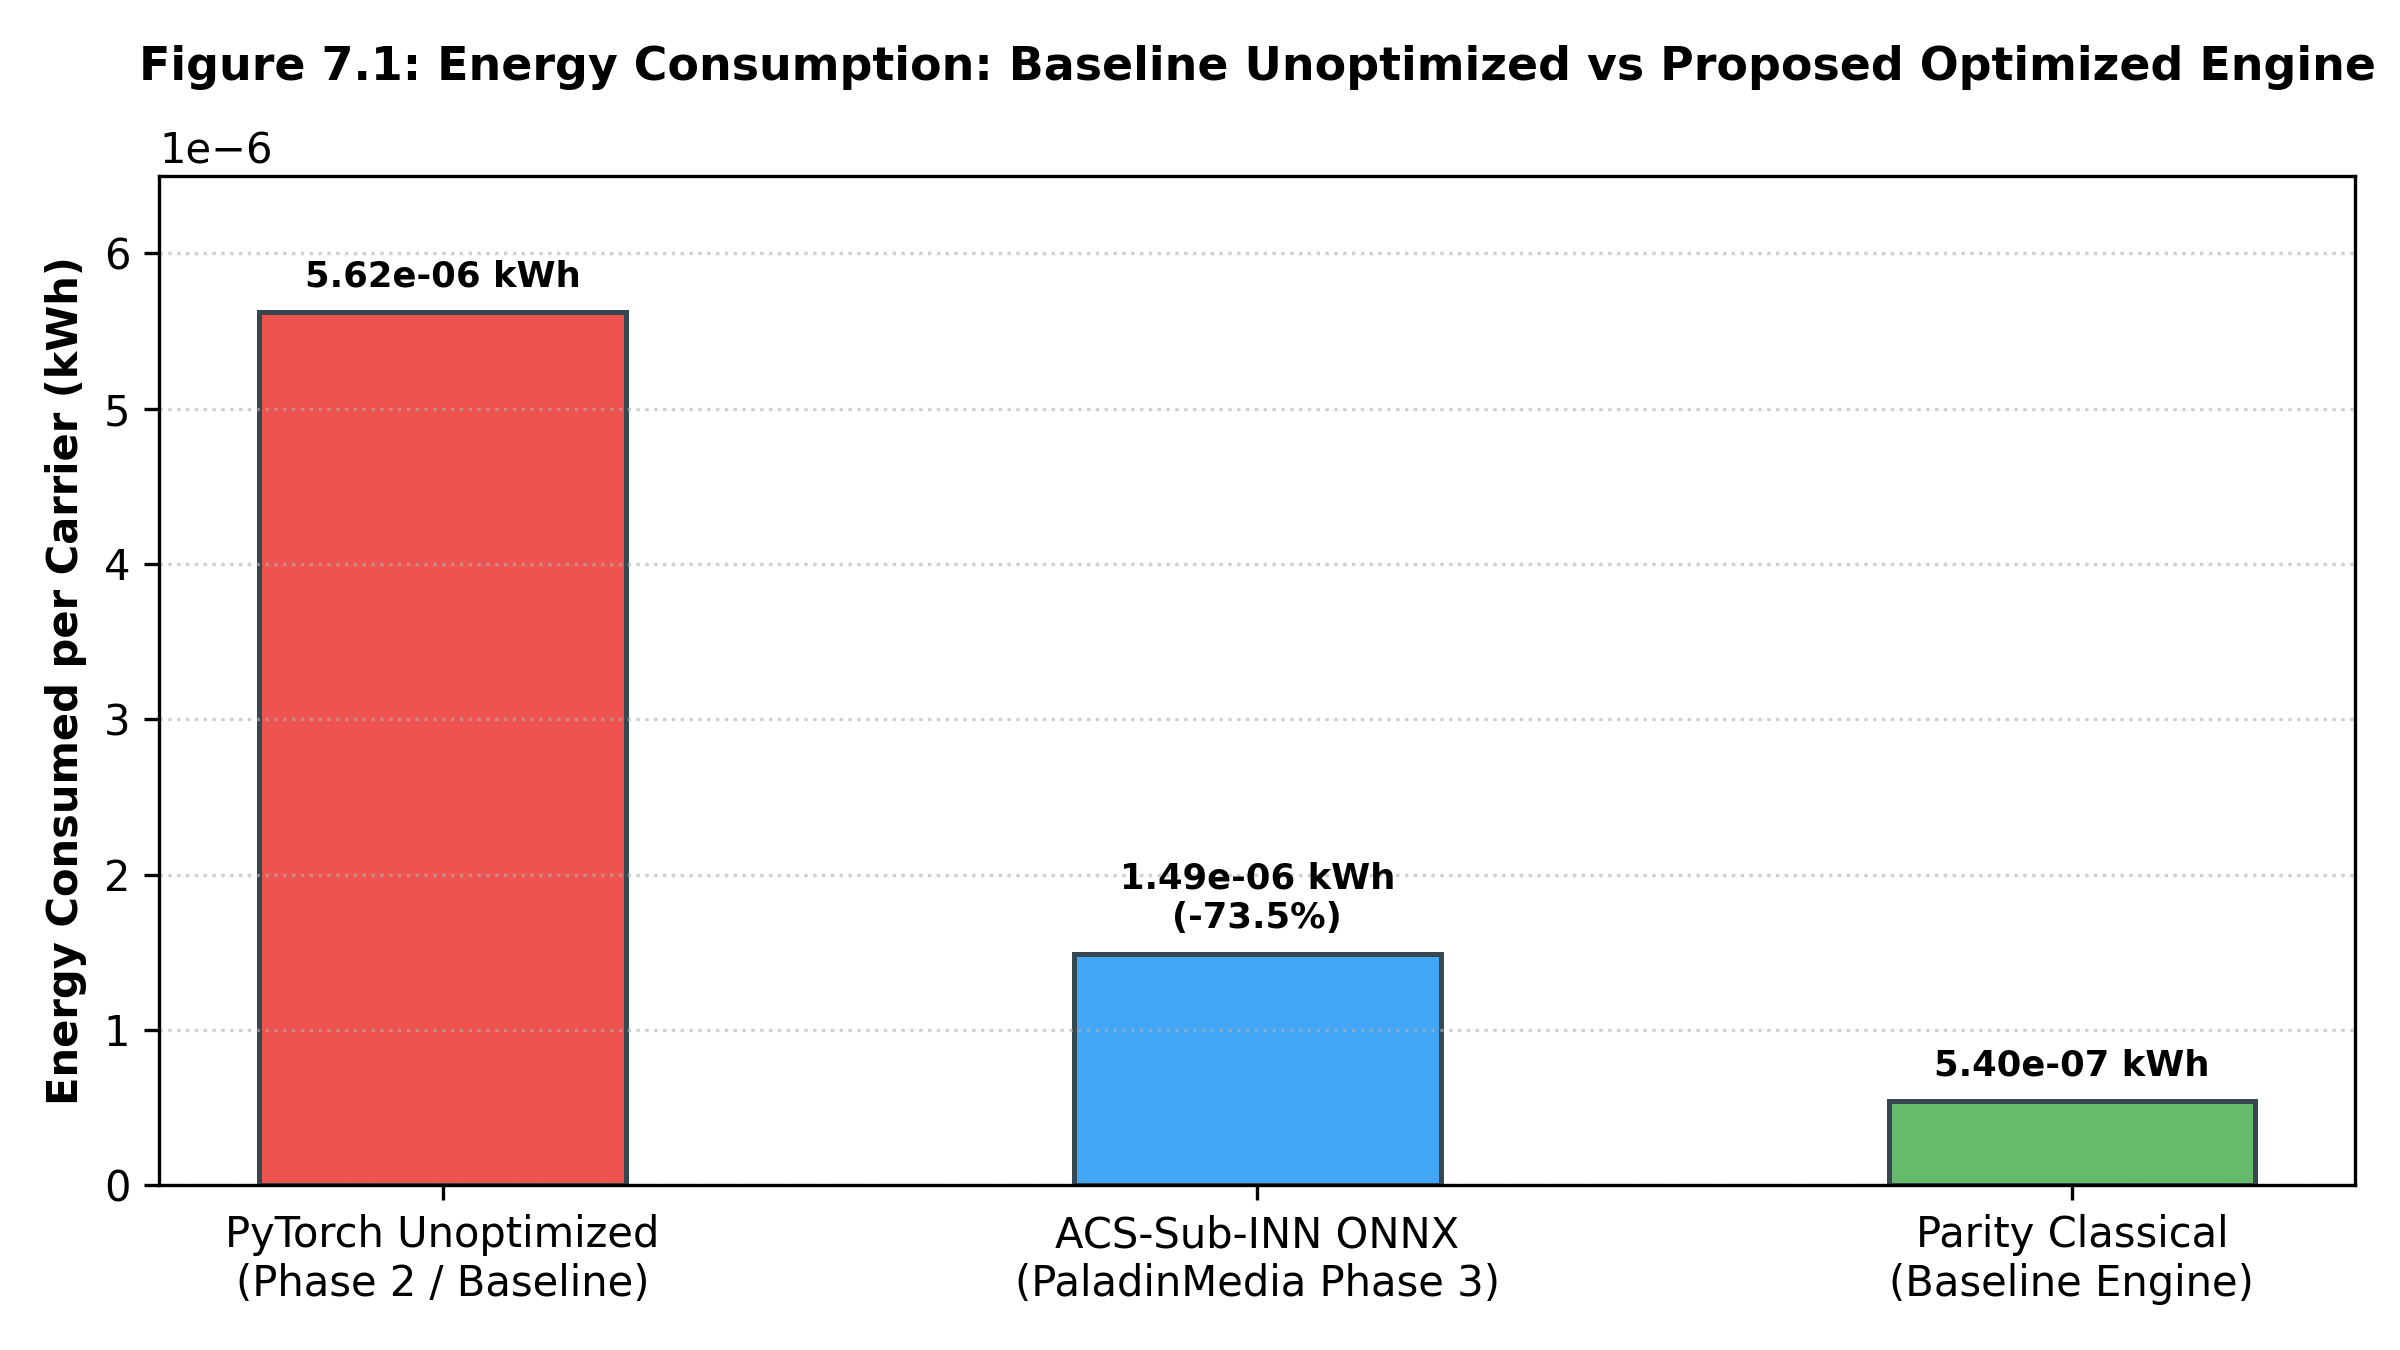 Figure 7.1: Energy Consumption: Baseline Unoptimized vs Proposed Optimized Engine
1e−6
Energy Consumed per Carrier (kWh)
6
5
4
3
2
1
0
5.62e-06 kWh
1.49e-06 kWh
(-73.5%)
5.40e-07 kWh
PyTorch Unoptimized
(Phase 2 / Baseline)
ACS-Sub-INN ONNX
(PaladinMedia Phase 3)
Parity Classical
(Baseline Engine)